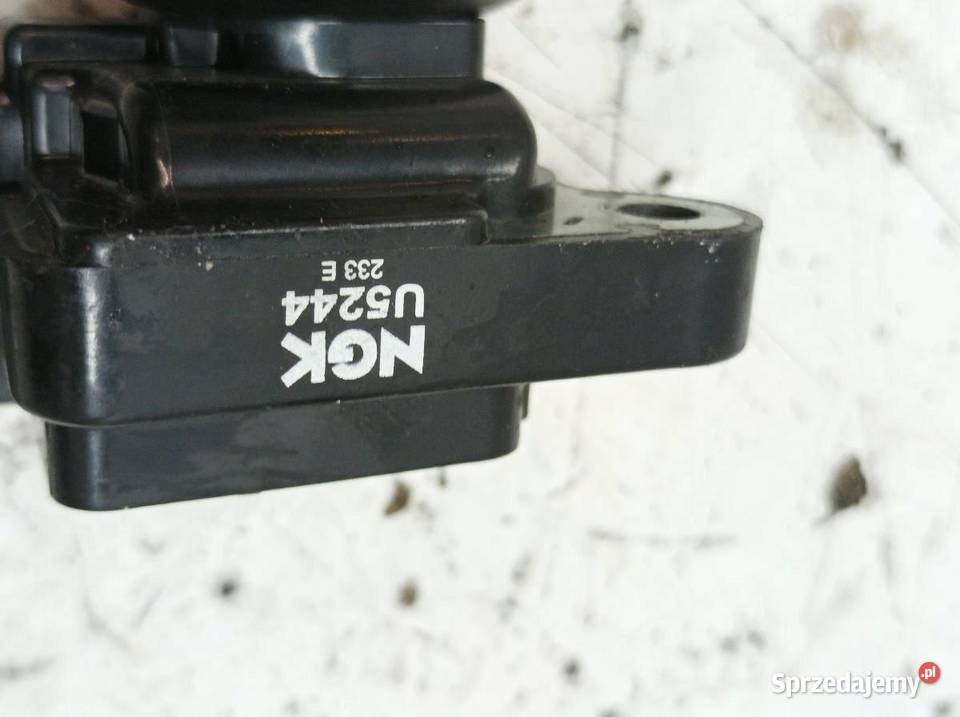 NGK
U5244
233 E
Sprzedajemy.pl